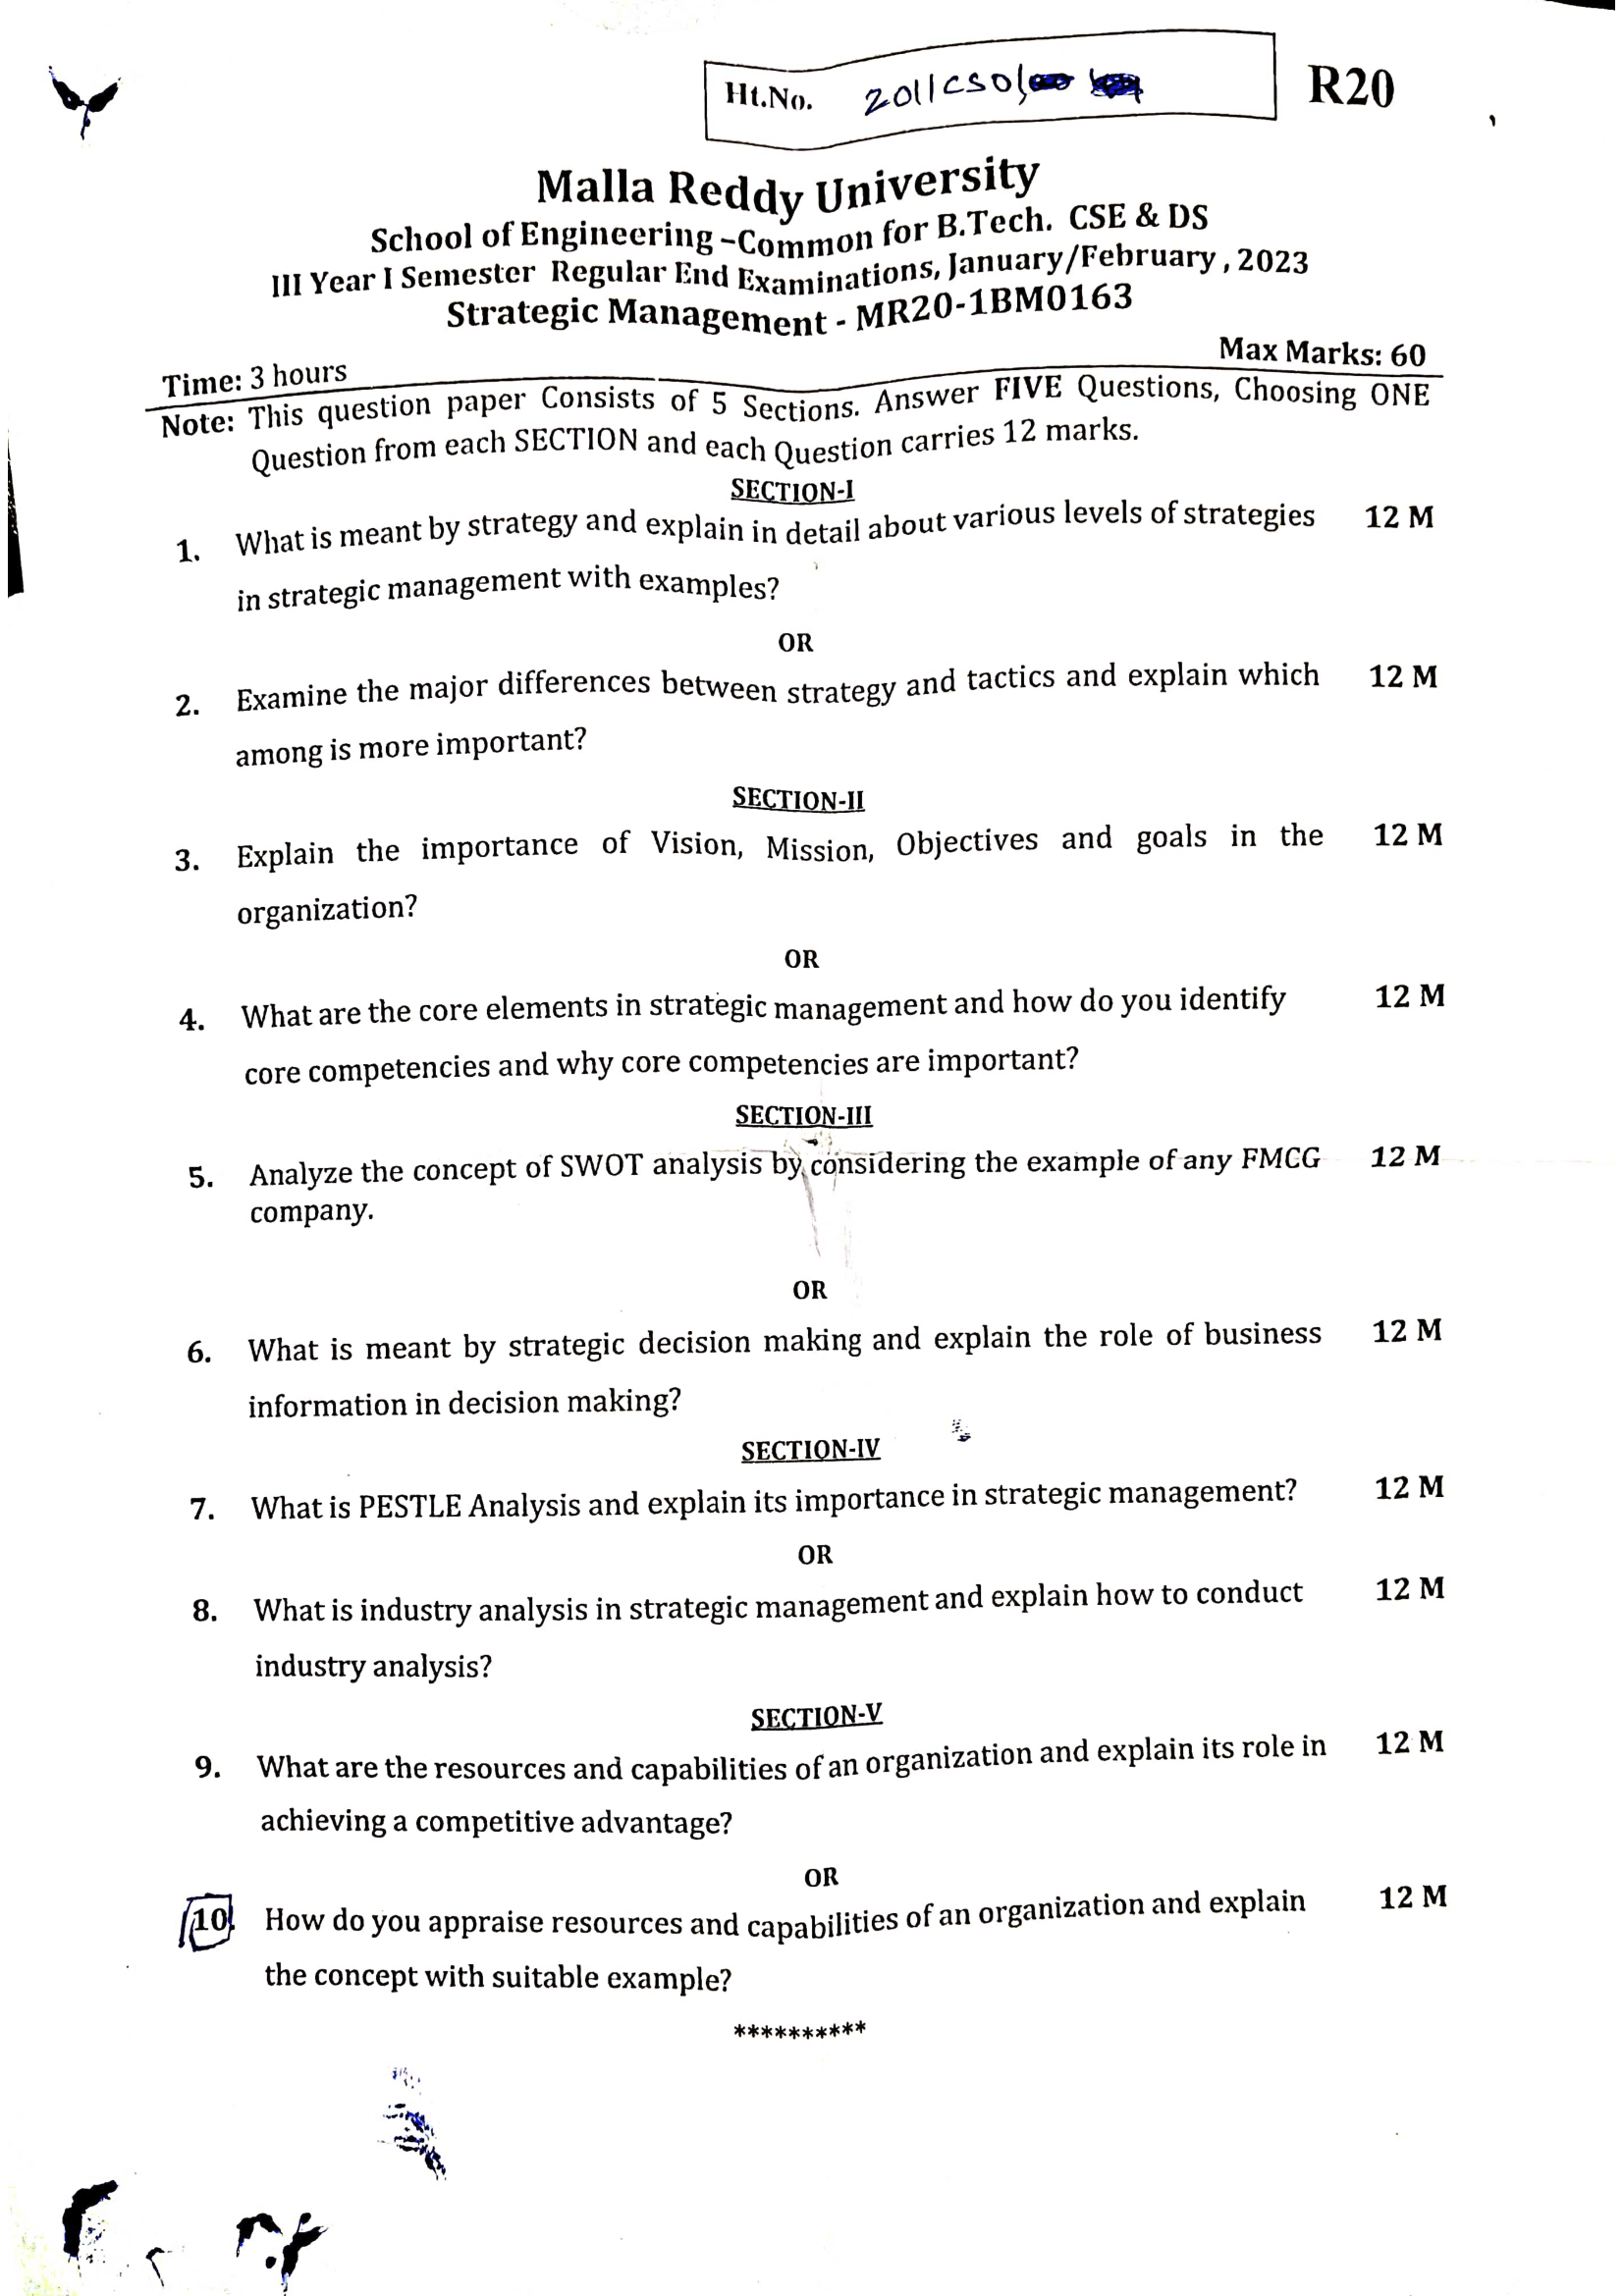 Ht.No. 2011CS01
R20
Malla Reddy University
School of Engineering –Common for B.Tech. CSE & DS
III Year I Semester Regular End Examinations, January/February , 2023
Strategic Management - MR20-1BM0163
Time: 3 hours Max Marks: 60
Note: This question paper Consists of 5 Sections. Answer FIVE Questions, Choosing ONE
Question from each SECTION and each Question carries 12 marks.
SECTION-I
1. What is meant by strategy and explain in detail about various levels of strategies 12 M
in strategic management with examples?
OR
2. Examine the major differences between strategy and tactics and explain which 12 M
among is more important?
SECTION-II
3. Explain the importance of Vision, Mission, Objectives and goals in the 12 M
organization?
OR
4. What are the core elements in strategic management and how do you identify 12 M
core competencies and why core competencies are important?
SECTION-III
5. Analyze the concept of SWOT analysis by considering the example of any FMCG 12 M
company.
OR
6. What is meant by strategic decision making and explain the role of business 12 M
information in decision making?
SECTION-IV
7. What is PESTLE Analysis and explain its importance in strategic management? 12 M
OR
8. What is industry analysis in strategic management and explain how to conduct 12 M
industry analysis?
SECTION-V
9. What are the resources and capabilities of an organization and explain its role in 12 M
achieving a competitive advantage?
OR
10. How do you appraise resources and capabilities of an organization and explain 12 M
the concept with suitable example?
**********